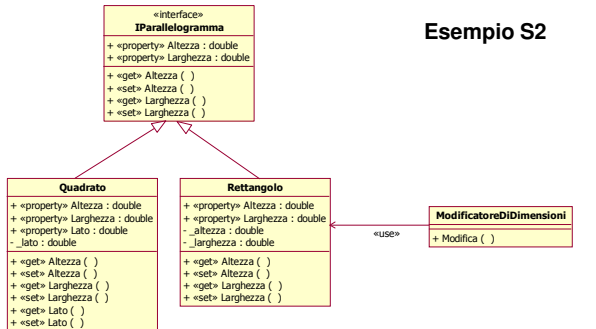 «interface»
IParallelogramma
+ «property» Altezza : double
+ «property» Larghezza : double
+ «get» Altezza ( )
+ «set» Altezza ( )
+ «get» Larghezza ( )
+ «set» Larghezza ( )
Esempio S2
Quadrato
+ «property» Altezza : double
+ «property» Larghezza : double
+ «property» Lato : double
- _lato : double
+ «get» Altezza ( )
+ «set» Altezza ( )
+ «get» Larghezza ( )
+ «set» Larghezza ( )
+ «get» Lato ( )
+ «set» Lato ( )
Rettangolo
+ «property» Altezza : double
+ «property» Larghezza : double
- _altezza : double
- _larghezza : double
+ «get» Altezza ( )
+ «set» Altezza ( )
+ «get» Larghezza ( )
+ «set» Larghezza ( )
«use»
ModificatoreDiDimensioni
+ Modifica ( )